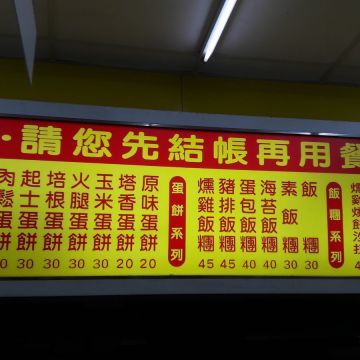 ·請您先結帳再用餐
飯糰系列
飯糰 30
素飯糰 30
海苔飯糰 40
蛋包飯糰 40
豬排飯糰 45
燻雞飯糰 45
蛋餅系列
原味蛋餅 20
塔香蛋餅 20
玉米蛋餅 30
火腿蛋餅 30
培根蛋餅 30
起士蛋餅 30
肉鬆蛋餅